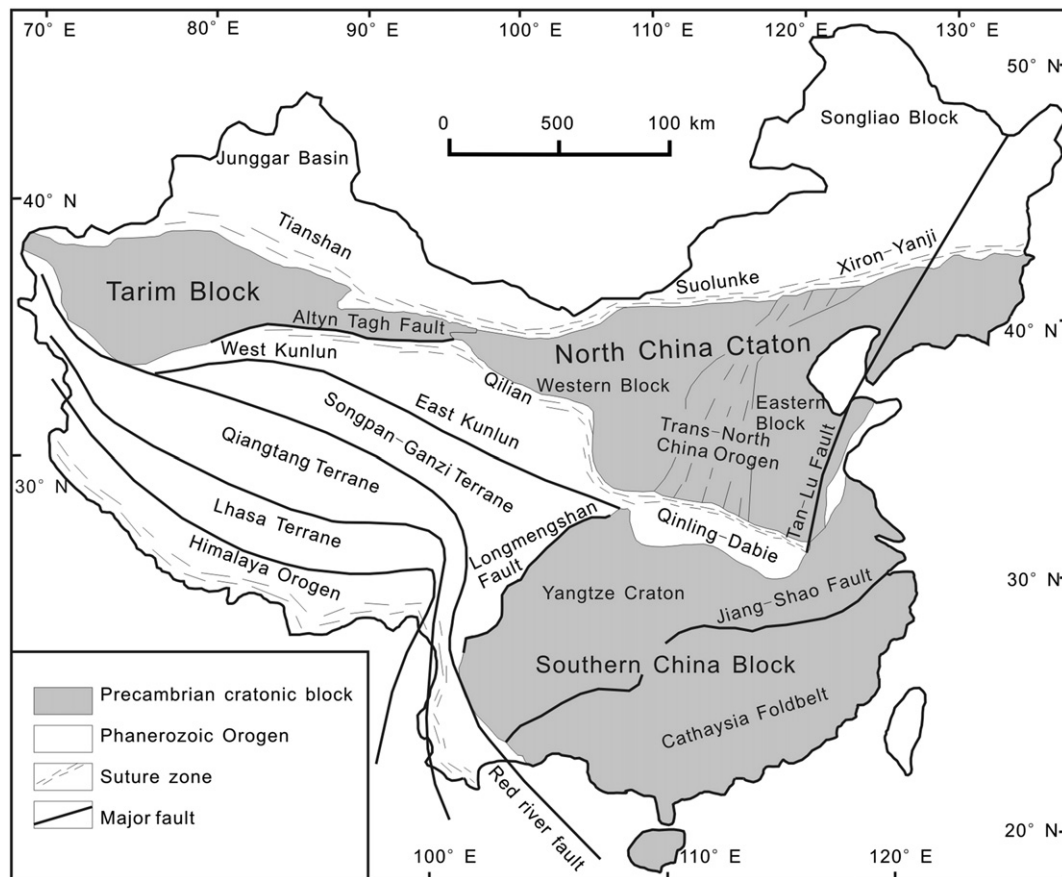 70° E
80° E
90° E
100° E
110° E
120° E
130° E
50° N
Songliao Block
0 500 100 km
Junggar Basin
40° N
Tianshan
Xiron-Yanji
Suolunke
Tarim Block
Altyn Tagh Fault
40° N
North China Ctaton
West Kunlun
Western Block
Qilian
Eastern
Block
East Kunlun
Trans-North
China Orogen
Songpan-Ganzi Terrane
Qiangtang Terrane
Tan-Lu Fault
30° N
Lhasa Terrane
Longmengshan
Fault
Qinling-Dabie
Himalaya Orogen
30° N
Yangtze Craton
Jiang-Shao Fault
Southern China Block
Cathaysia Foldbelt
Precambrian cratonic block
Phanerozoic Orogen
Suture zone
Major fault
Red river fault
20° N
100° E
110° E
120° E